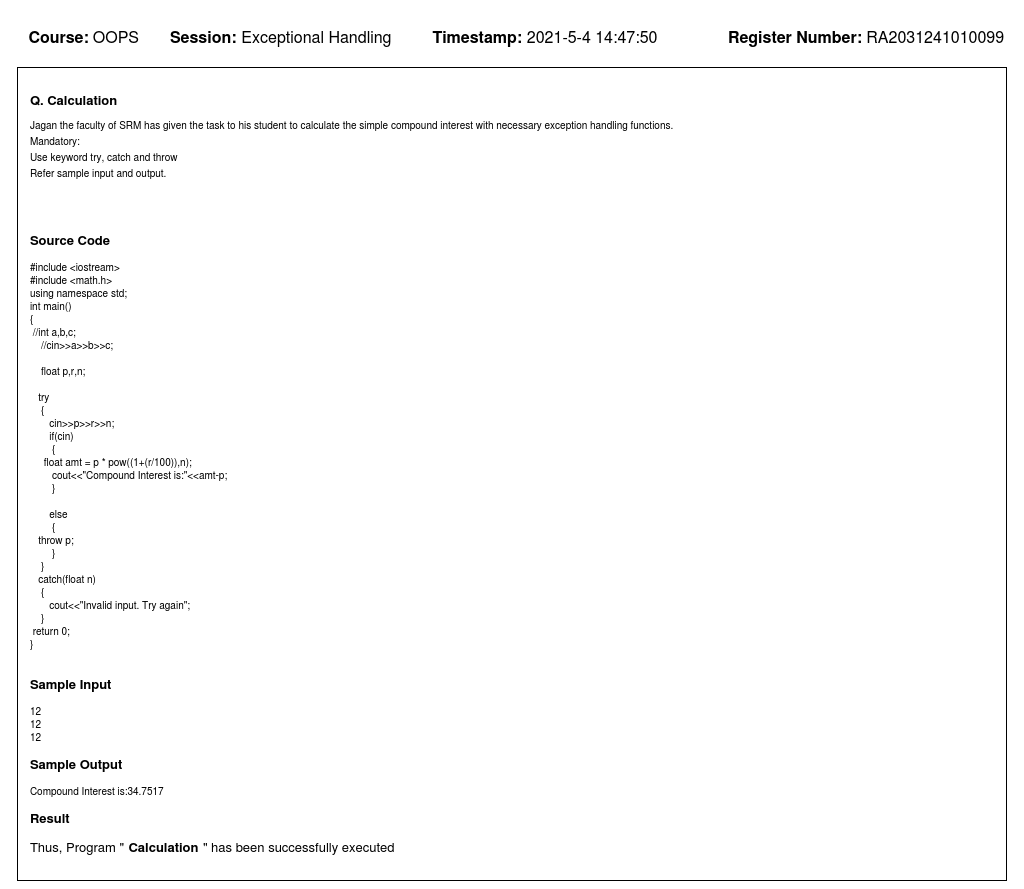 Course: OOPS Session: Exceptional Handling Timestamp: 2021-5-4 14:47:50 Register Number: RA2031241010099
Q. Calculation
Jagan the faculty of SRM has given the task to his student to calculate the simple compound interest with necessary exception handling functions.
Mandatory:
Use keyword try, catch and throw
Refer sample input and output.
Source Code
#include <iostream>
#include <math.h>
using namespace std;
int main()
{
//int a,b,c;
//cin>>a>>b>>c;
float p,r,n;
try
{
cin>>p>>r>>n;
if(cin)
{
float amt = p * pow((1+(r/100)),n);
cout<<"Compound Interest is:"<<amt-p;
}
else
{
throw p;
}
}
catch(float n)
{
cout<<"Invalid input. Try again";
}
return 0;
}
Sample Input
12
12
12
Sample Output
Compound Interest is:34.7517
Result
Thus, Program " Calculation " has been successfully executed